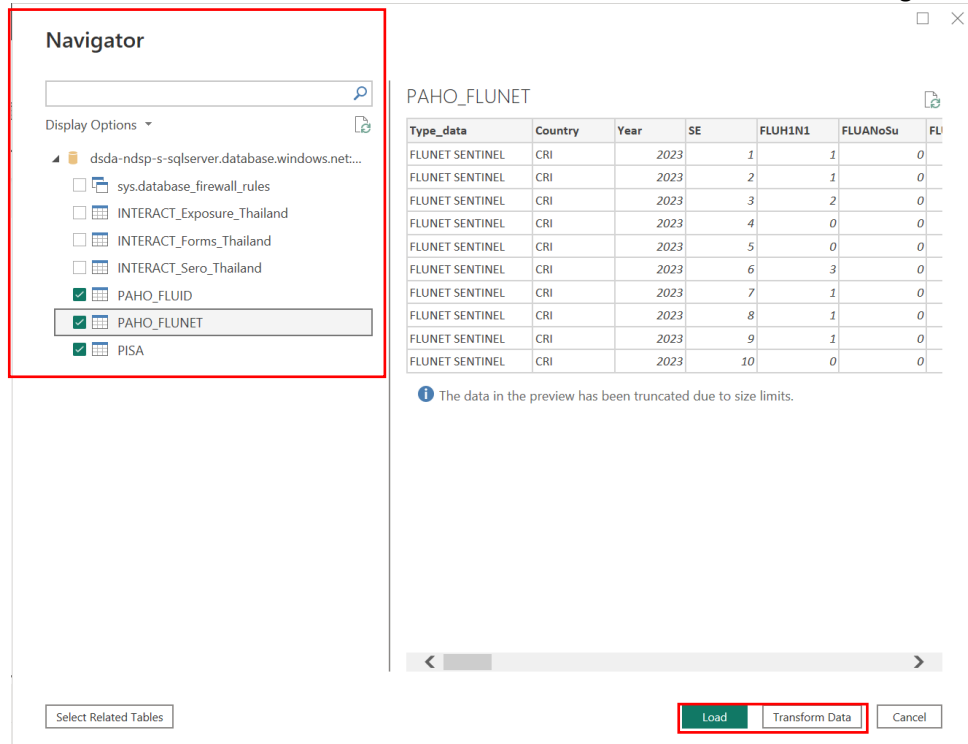 Navigator
Display Options
dsda-ndsp-s-sqlserver.database.windows.net:...
sys.database_firewall_rules
INTERACT_Exposure_Thailand
INTERACT_Forms_Thailand
INTERACT_Sero_Thailand
PAHO_FLUID
PAHO_FLUNET
PISA
PAHO_FLUNET
Type_data Country Year SE FLUH1N1 FLUANoSu FL
FLUNET SENTINEL CRI 2023 1 1 0
FLUNET SENTINEL CRI 2023 2 1 0
FLUNET SENTINEL CRI 2023 3 2 0
FLUNET SENTINEL CRI 2023 4 0 0
FLUNET SENTINEL CRI 2023 5 0 0
FLUNET SENTINEL CRI 2023 6 3 0
FLUNET SENTINEL CRI 2023 7 1 0
FLUNET SENTINEL CRI 2023 8 1 0
FLUNET SENTINEL CRI 2023 9 1 0
FLUNET SENTINEL CRI 2023 10 0 0
The data in the preview has been truncated due to size limits.
Select Related Tables
Load
Transform Data
Cancel